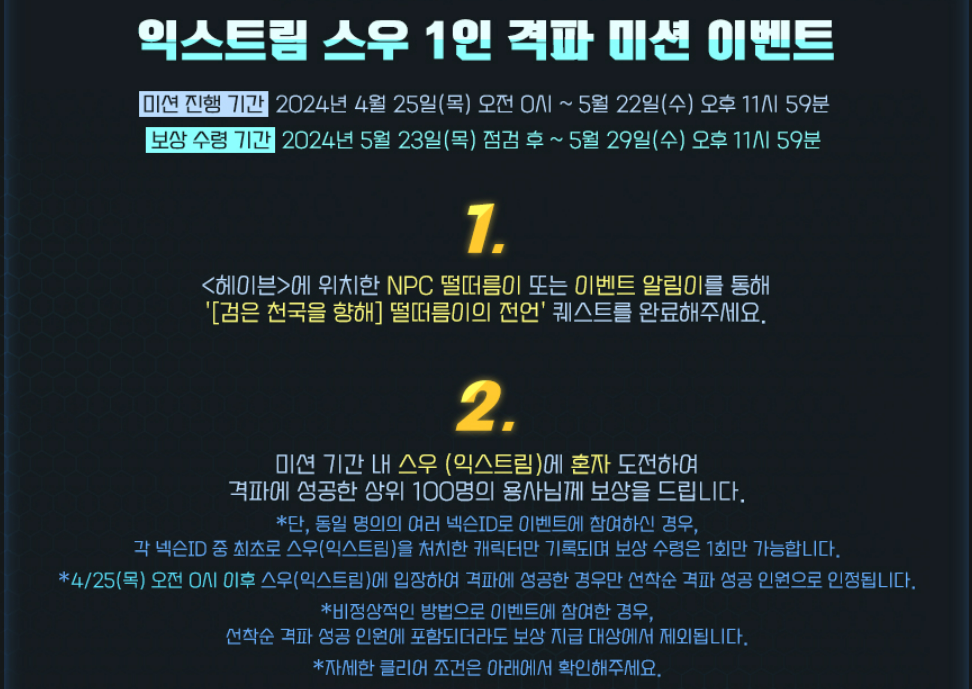 익스트림 스우 1인 격파 미션 이벤트
미션 진행 기간 2024년 4월 25일(목) 오전 0시 ~ 5월 22일(수) 오후 11시 59분
보상 수령 기간 2024년 5월 23일(목) 점검 후 ~ 5월 29일(수) 오후 11시 59분
1.
<헤이븐>에 위치한 NPC 떨떠름이 또는 이벤트 알림이를 통해
'[검은 천국을 향해] 떨떠름이의 전언' 퀘스트를 완료해주세요.
2.
미션 기간 내 스우 (익스트림)에 혼자 도전하여
격파에 성공한 상위 100명의 용사님께 보상을 드립니다.
*단, 동일 명의의 여러 넥슨ID로 이벤트에 참여하신 경우,
각 넥슨ID 중 최초로 스우(익스트림)을 처치한 캐릭터만 기록되며 보상 수령은 1회만 가능합니다.
*4/25(목) 오전 0시 이후 스우(익스트림)에 입장하여 격파에 성공한 경우만 선착순 격파 성공 인원으로 인정됩니다.
*비정상적인 방법으로 이벤트에 참여한 경우,
선착순 격파 성공 인원에 포함되더라도 보상 지급 대상에서 제외됩니다.
*자세한 클리어 조건은 아래에서 확인해주세요.